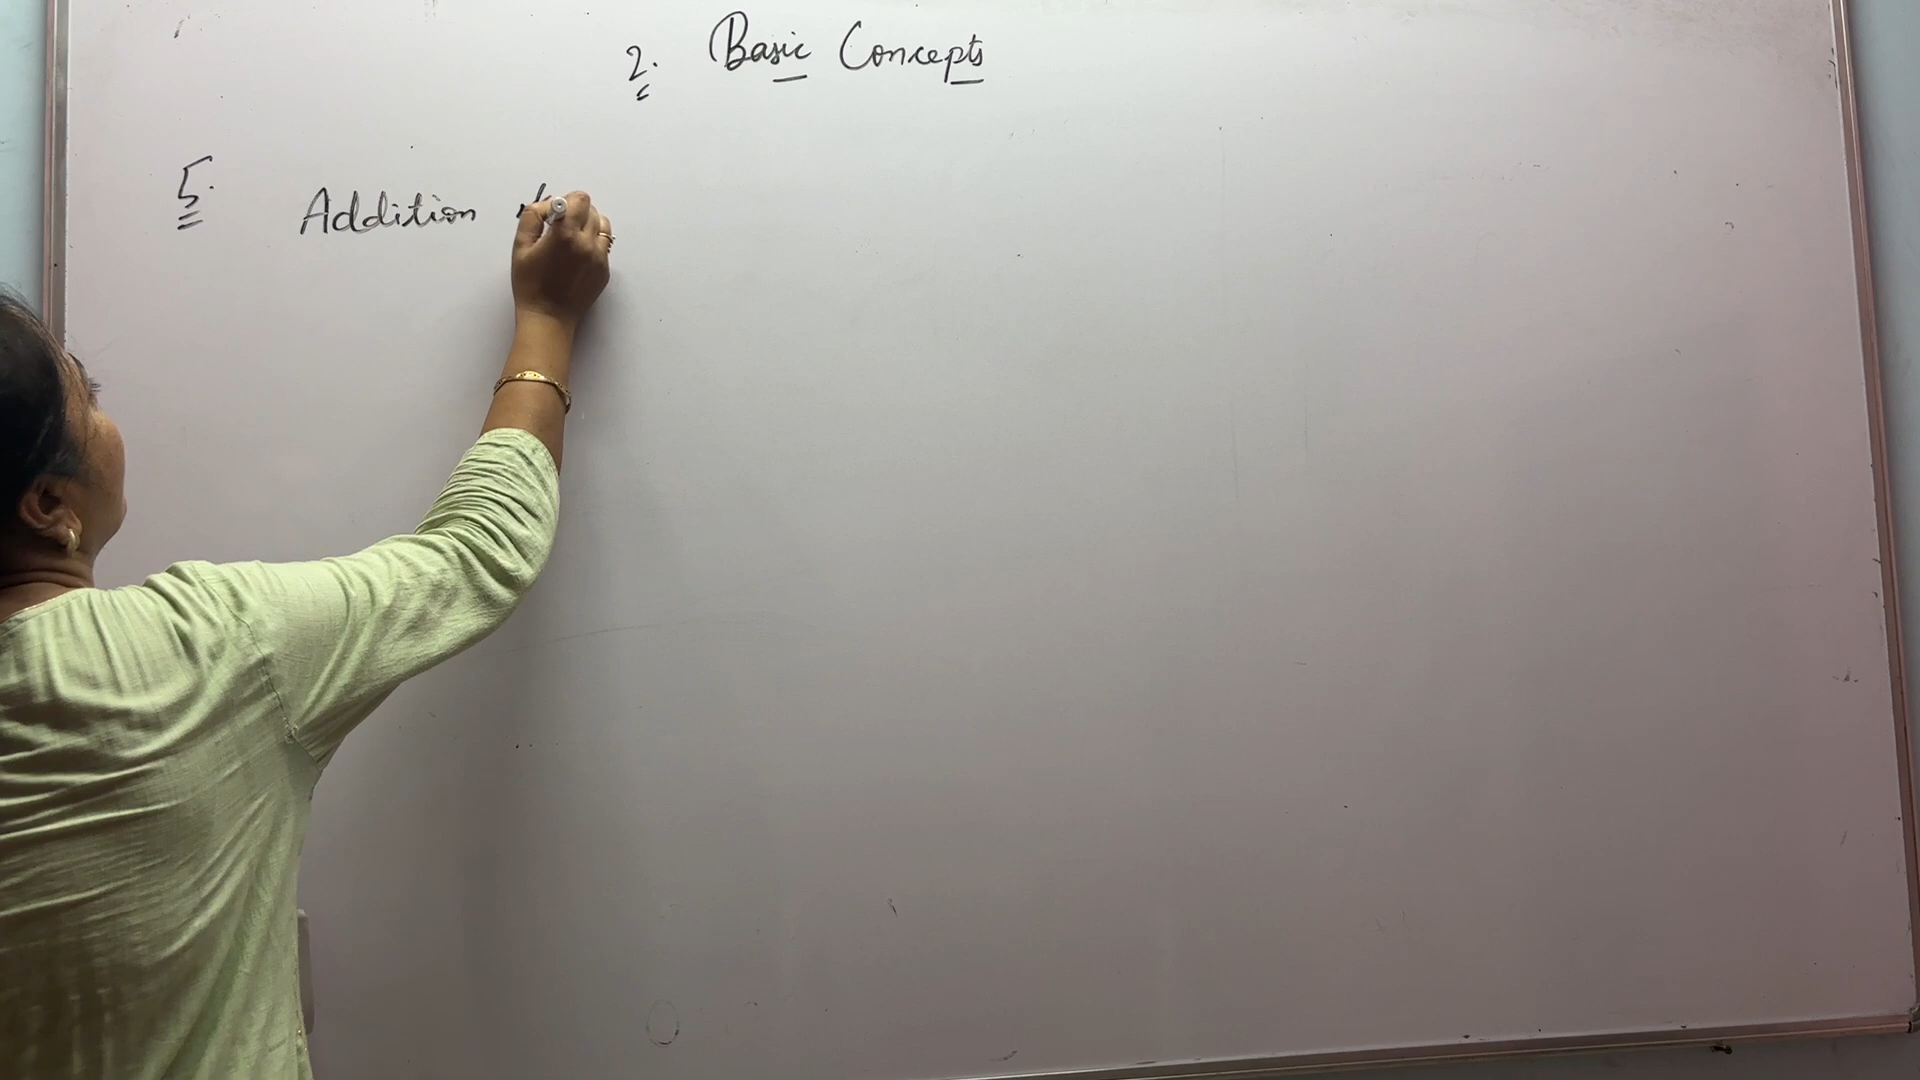 2. Basic Concepts
5. Addition